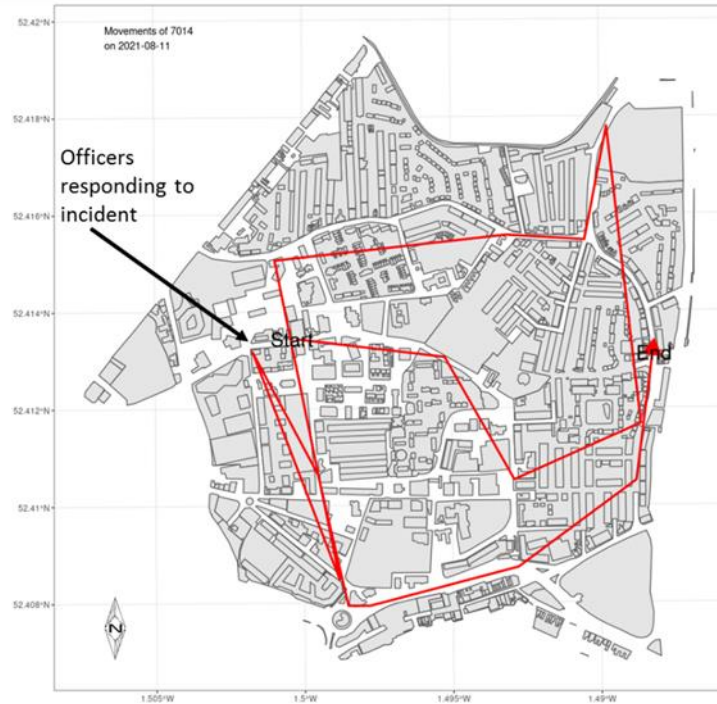 52.42°N
Movements of 7014
on 2021-08-11
52.418°N
Officers
responding to
incident
52.416°N
52.414°N
Start
End
52.412°N
52.41°N
52.408°N
N
1.505°W
1.5°W
1.495°W
1.49°W